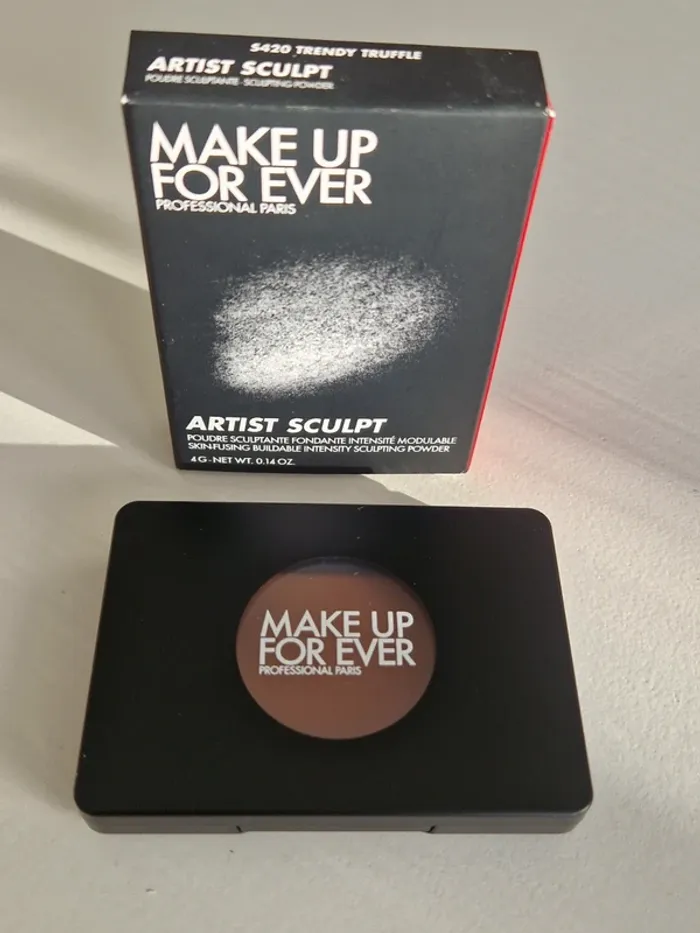 S420 TRENDY TRUFFLE
ARTIST SCULPT
POUDRE SCULPTANTE - SCULPTING POWDER
MAKE UP
FOR EVER
PROFESSIONAL PARIS
ARTIST SCULPT
POUDRE SCULPTANTE FONDANTE INTENSITÉ MODULABLE
SKIN-FUSING BUILDABLE INTENSITY SCULPTING POWDER
4 G - NET WT. 0.14 OZ.
MAKE UP
FOR EVER
PROFESSIONAL PARIS